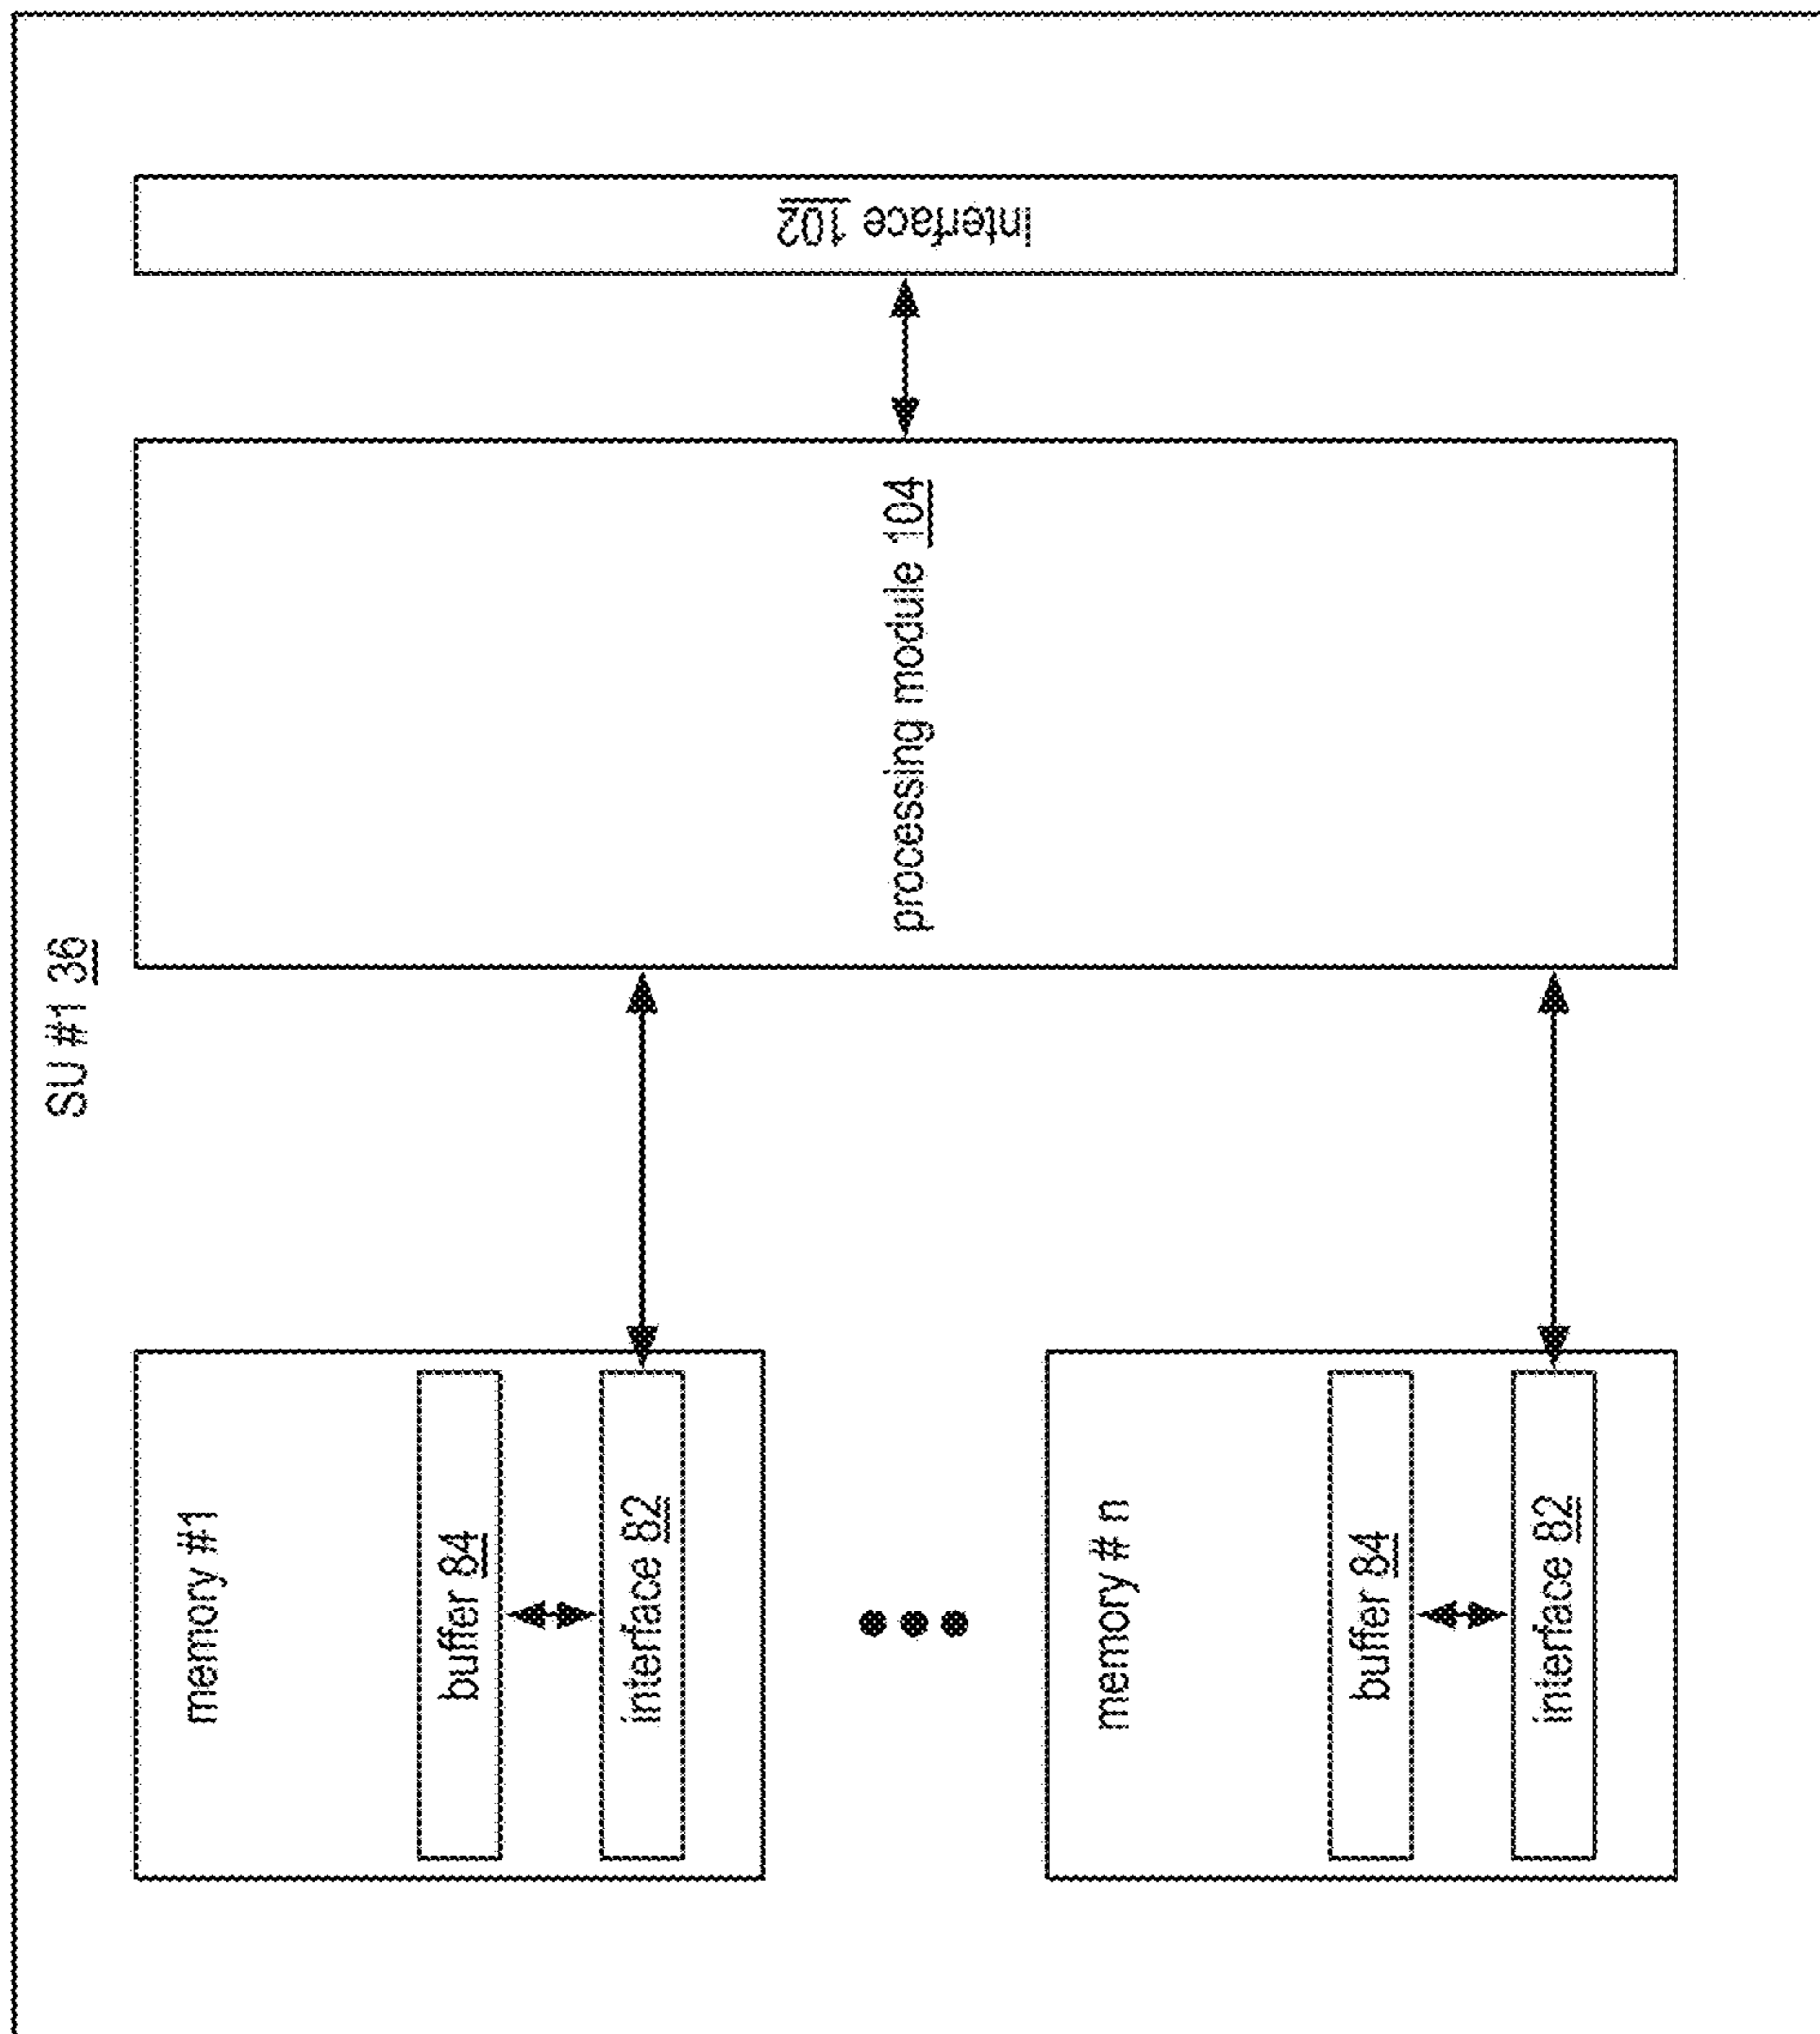 SU #1 36
memory #1
buffer 84
interface 82
memory # n
buffer 84
interface 82
processing module 104
interface 102